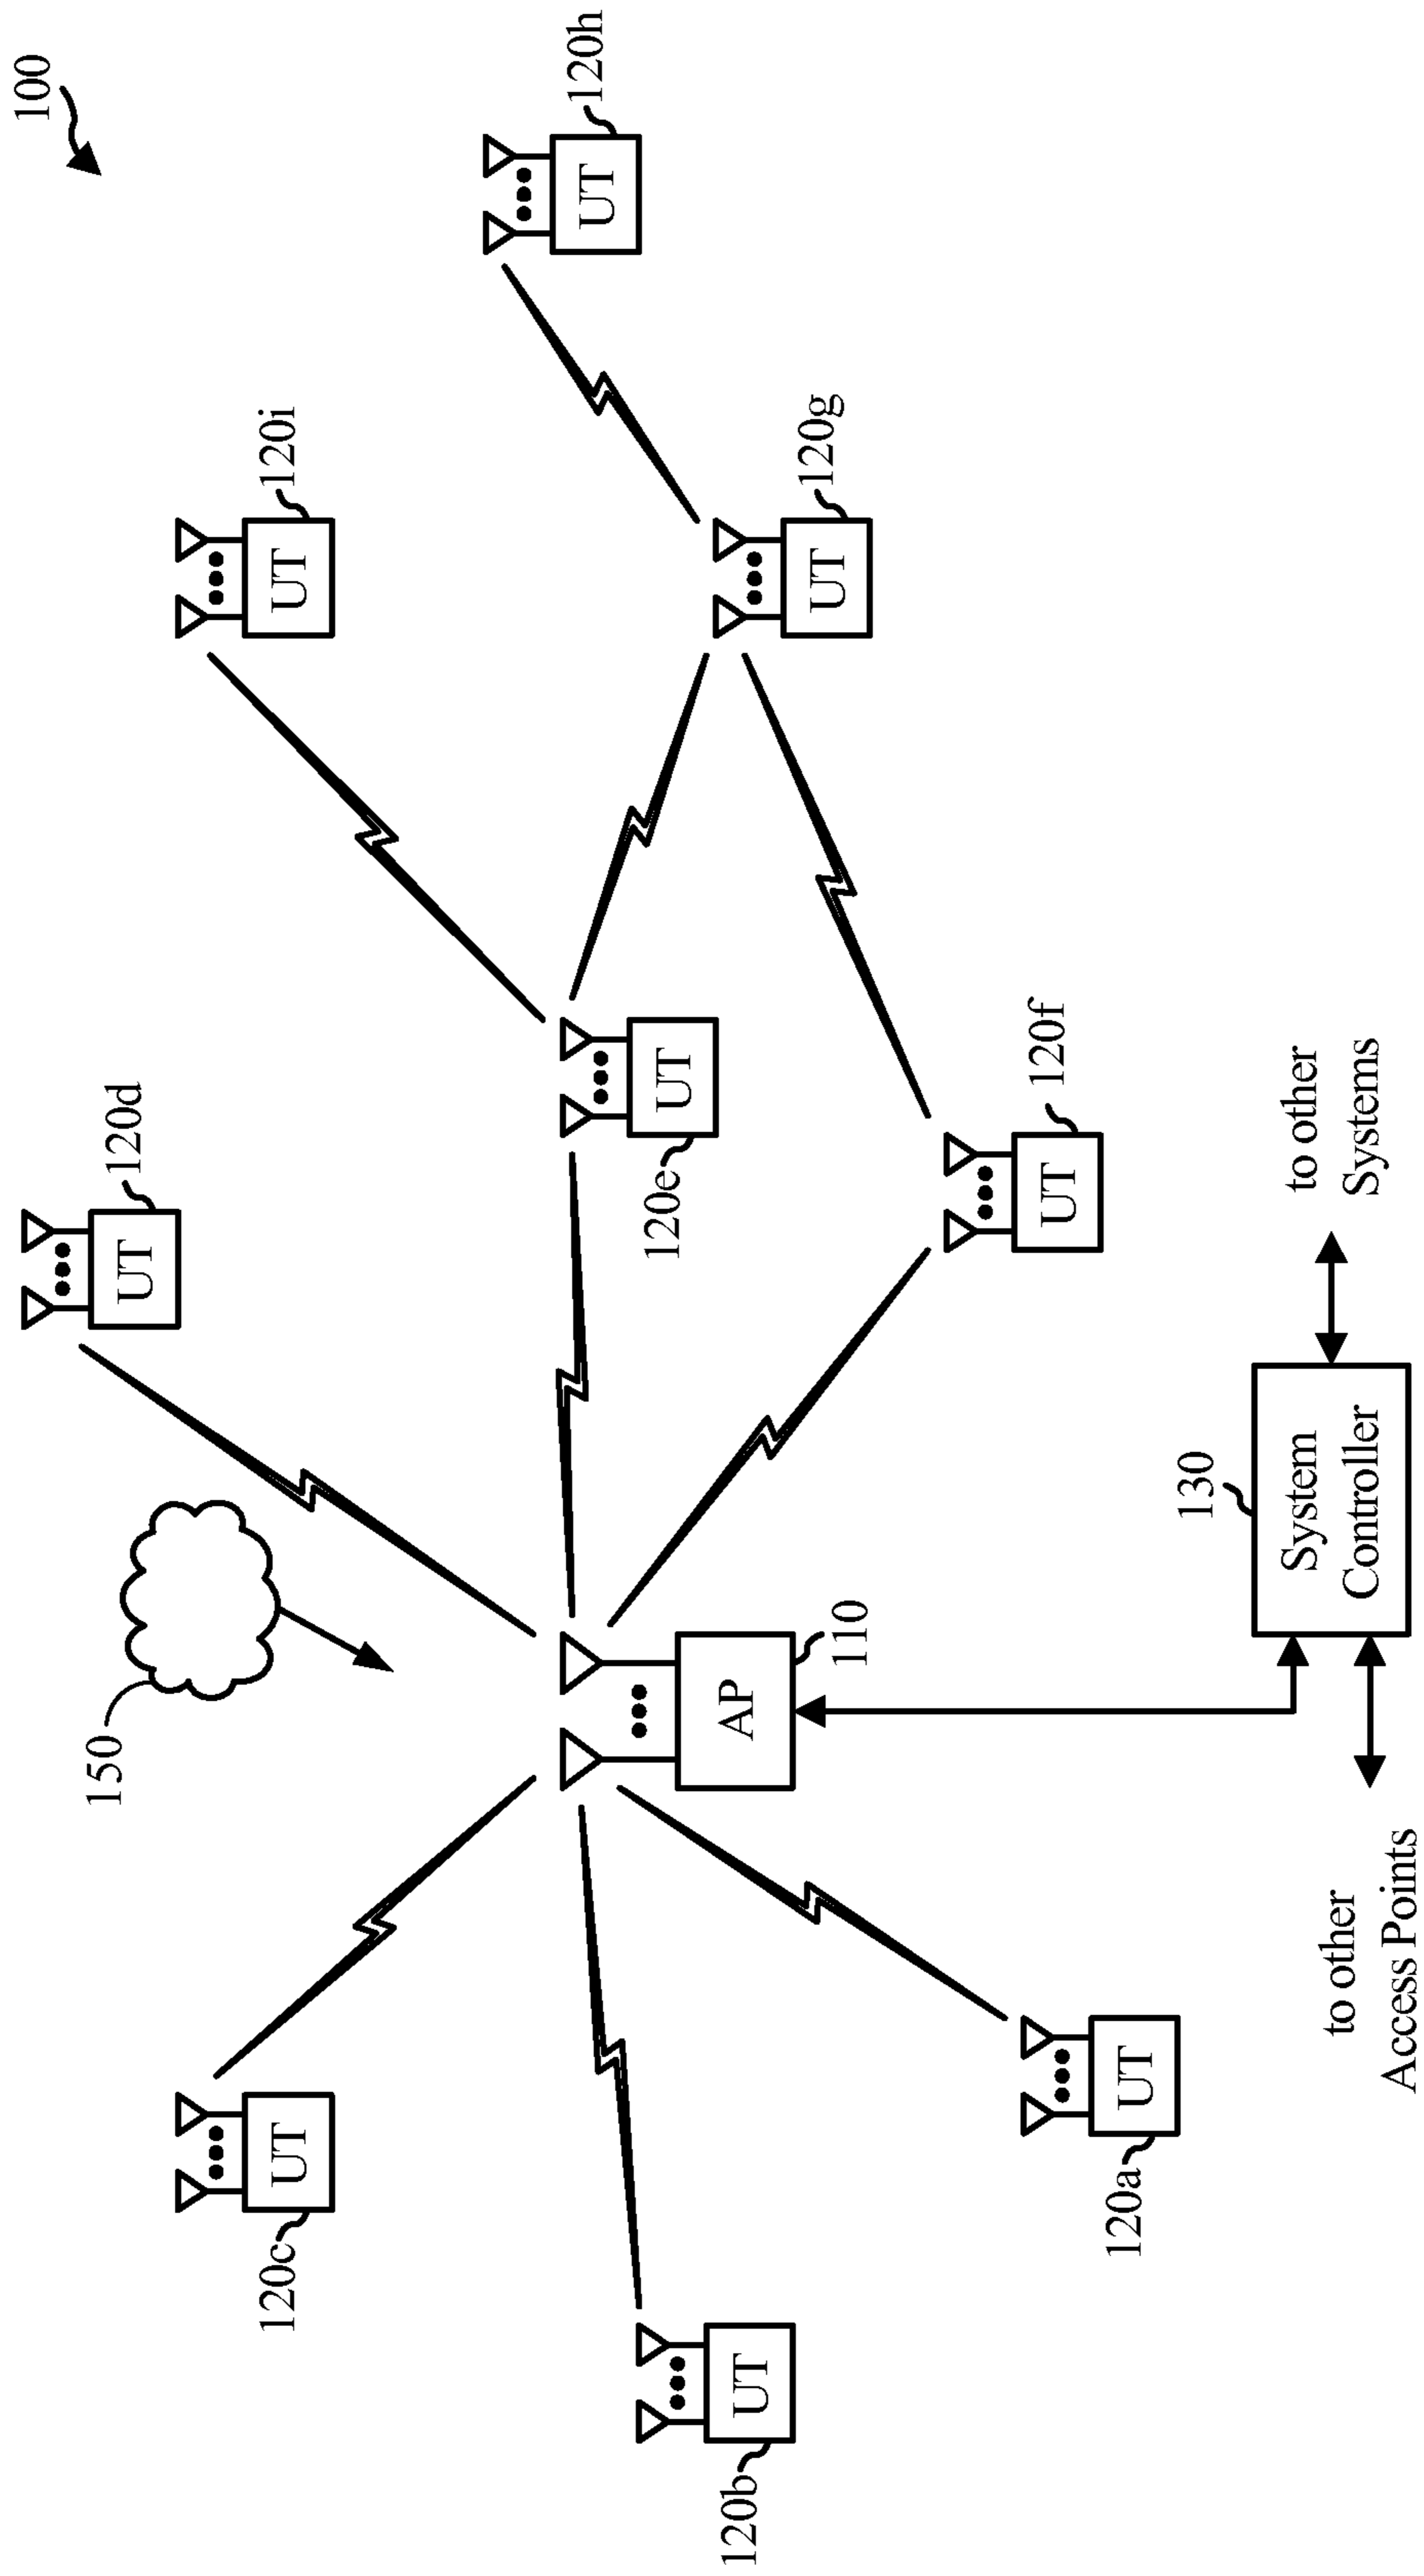 100
120d
UT
120i
UT
120h
UT
150
120c
UT
120e
UT
120g
UT
AP
110
120b
UT
120f
UT
120a
UT
130
System
Controller
to other
Systems
to other
Access Points